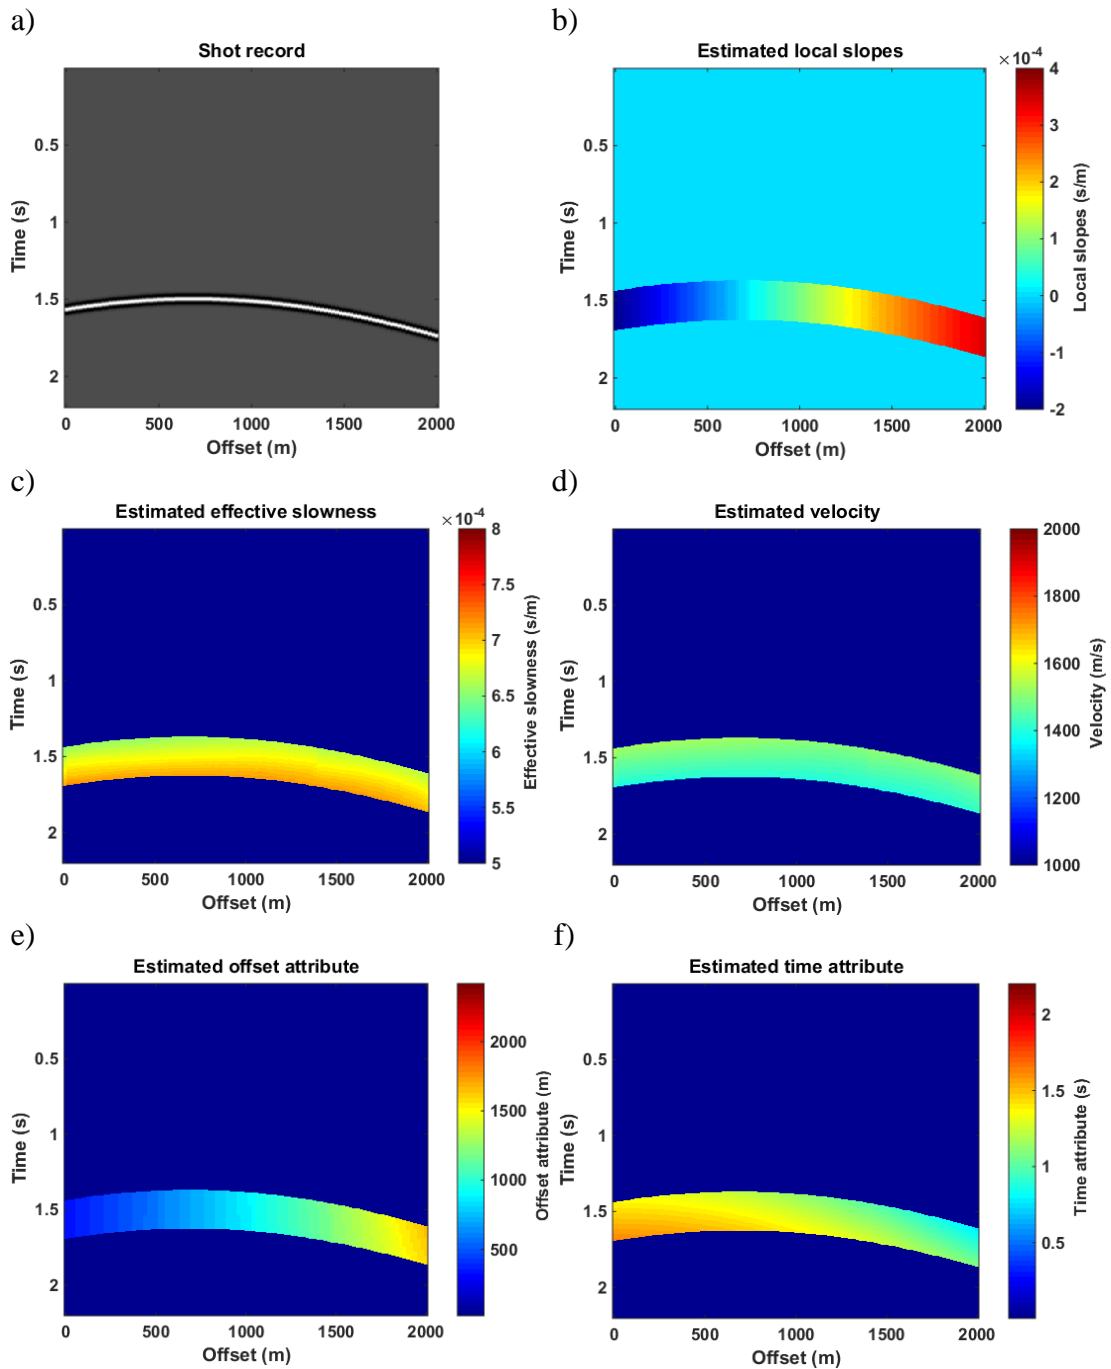 a)
Shot record
0.5
1
1.5
2
Time (s)
0 500 1000 1500 2000
Offset (m)
b)
Estimated local slopes
×10⁻⁴
0.5
1
1.5
2
Time (s)
0 500 1000 1500 2000
Offset (m)
4
3
2
1
0
-1
-2
Local slopes (s/m)
c)
Estimated effective slowness
×10⁻⁴
0.5
1
1.5
2
Time (s)
0 500 1000 1500 2000
Offset (m)
8
7.5
7
6.5
6
5.5
5
Effective slowness (s/m)
d)
Estimated velocity
0.5
1
1.5
2
Time (s)
0 500 1000 1500 2000
Offset (m)
2000
1800
1600
1400
1200
1000
Velocity (m/s)
e)
Estimated offset attribute
0.5
1
1.5
2
Time (s)
0 500 1000 1500 2000
Offset (m)
2000
1500
1000
500
Offset attribute (m)
f)
Estimated time attribute
0.5
1
1.5
2
Time (s)
0 500 1000 1500 2000
Offset (m)
2
1.5
1
0.5
Time attribute (s)